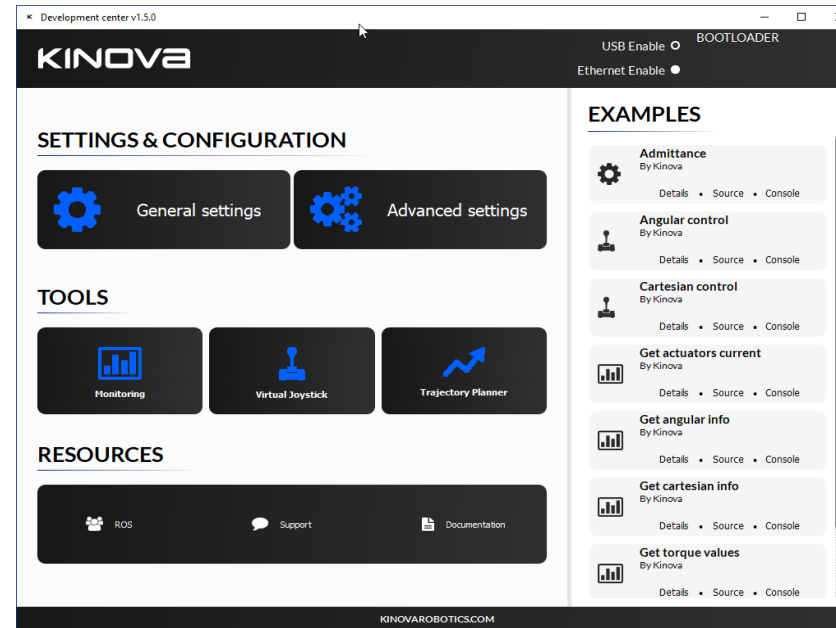 Development center v1.5.0
KINOVA
USB Enable
BOOTLOADER
Ethernet Enable
SETTINGS & CONFIGURATION
General settings
Advanced settings
TOOLS
Monitoring
Virtual Joystick
Trajectory Planner
RESOURCES
ROS
Support
Documentation
EXAMPLES
Admittance
By Kinova
Details • Source • Console
Angular control
By Kinova
Details • Source • Console
Cartesian control
By Kinova
Details • Source • Console
Get actuators current
By Kinova
Details • Source • Console
Get angular info
By Kinova
Details • Source • Console
Get cartesian info
By Kinova
Details • Source • Console
Get torque values
By Kinova
Details • Source • Console
KINOVAROBOTICS.COM